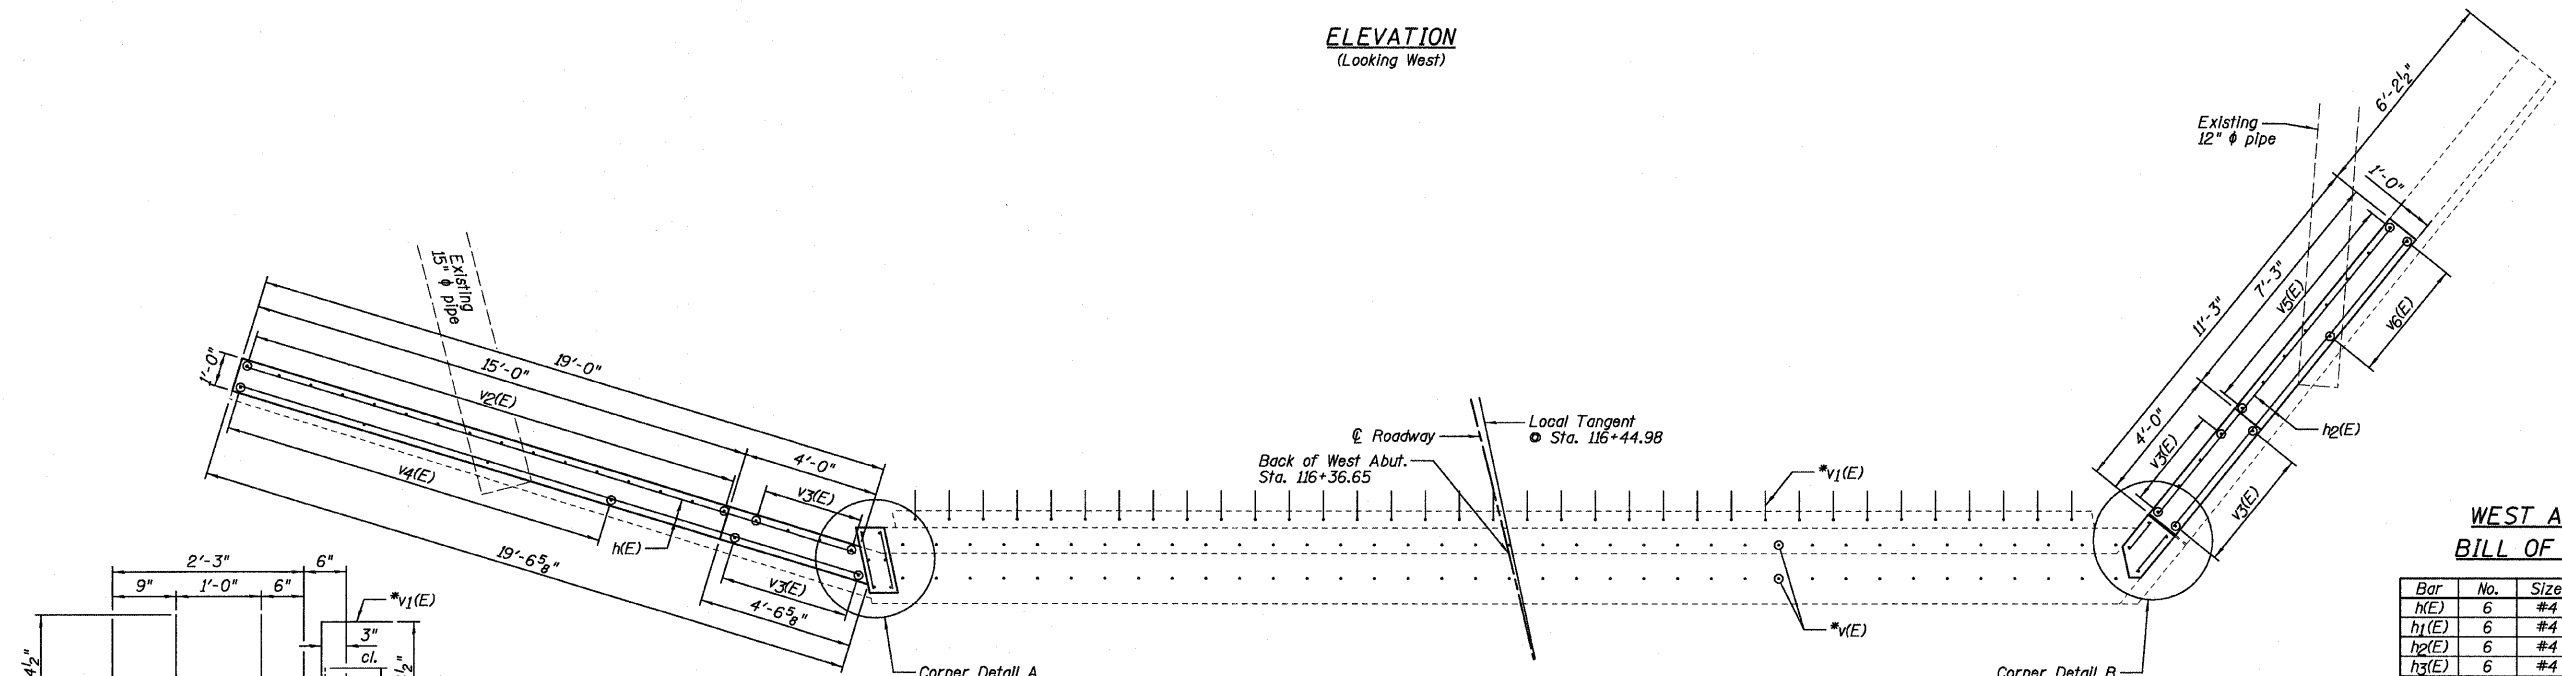 ELEVATION
(Looking West)
6'-2½"
Existing
12" ϕ pipe
1'-0"
7'-3"
v5(E)
11'-3"
v6(E)
4'-0"
v3(E)
h2(E)
v3(E)
Existing
15" ϕ pipe
19'-0"
15'-0"
1'-0"
v2(E)
4'-0"
v4(E)
v3(E)
h(E)
19'-6⅝"
v3(E)
4'-6⅝"
℄ Roadway
Local Tangent
@ Sta. 116+44.98
Back of West Abut.
Sta. 116+36.65
*v1(E)
*v(E)
Corner Detail A
Corner Detail B
2'-3"
6"
9"
1'-0"
6"
*v1(E)
3"
cl.
4½"
½"
WEST A
BILL OF
Bar No. Size
h(E) 6 #4
h1(E) 6 #4
h2(E) 6 #4
h3(E) 6 #4